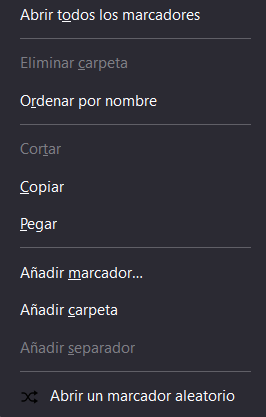 Abrir todos los marcadores
Eliminar carpeta
Ordenar por nombre
Cortar
Copiar
Pegar
Añadir marcador...
Añadir carpeta
Añadir separador
Abrir un marcador aleatorio